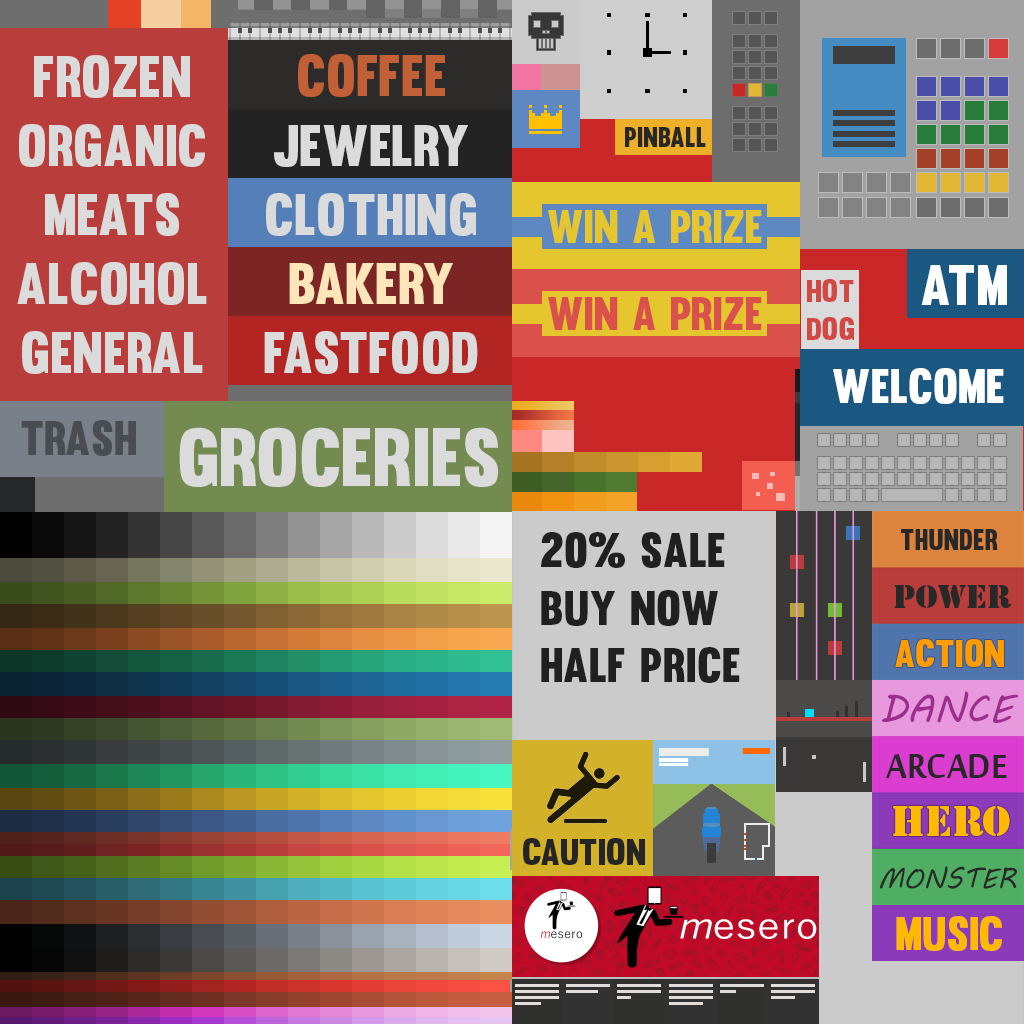 FROZEN
ORGANIC
MEATS
ALCOHOL
GENERAL
COFFEE
JEWELRY
CLOTHING
BAKERY
FASTFOOD
TRASH
GROCERIES
PINBALL
WIN A PRIZE
WIN A PRIZE
HOT
DOG
ATM
WELCOME
20% SALE
BUY NOW
HALF PRICE
THUNDER
POWER
ACTION
DANCE
ARCADE
HERO
MONSTER
MUSIC
CAUTION
mesero
mesero